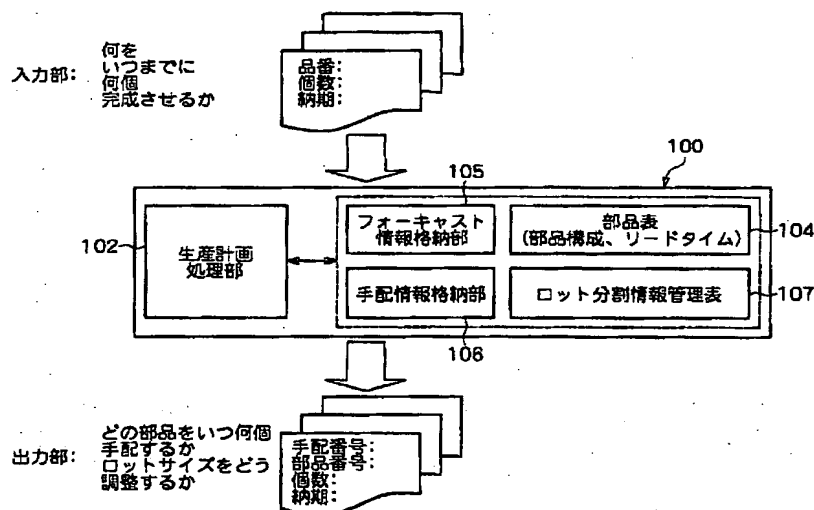 入力部:
何を
いつまでに
何個
完成させるか
品番:
個数:
納期:
100
105
102
生産計画
処理部
フォーキャスト
情報格納部
部品表
(部品構成、リードタイム)
104
手配情報格納部
ロット分割情報管理表
107
106
出力部:
どの部品をいつ何個
手配するか
ロットサイズをどう
調整するか
手配番号:
部品番号:
個数:
納期: